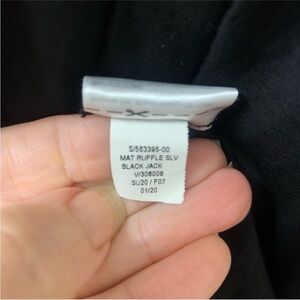 S/563395-00
MAT RUFFLE SLV
BLACK JACK
V/306006
SU20 / F07
01/20